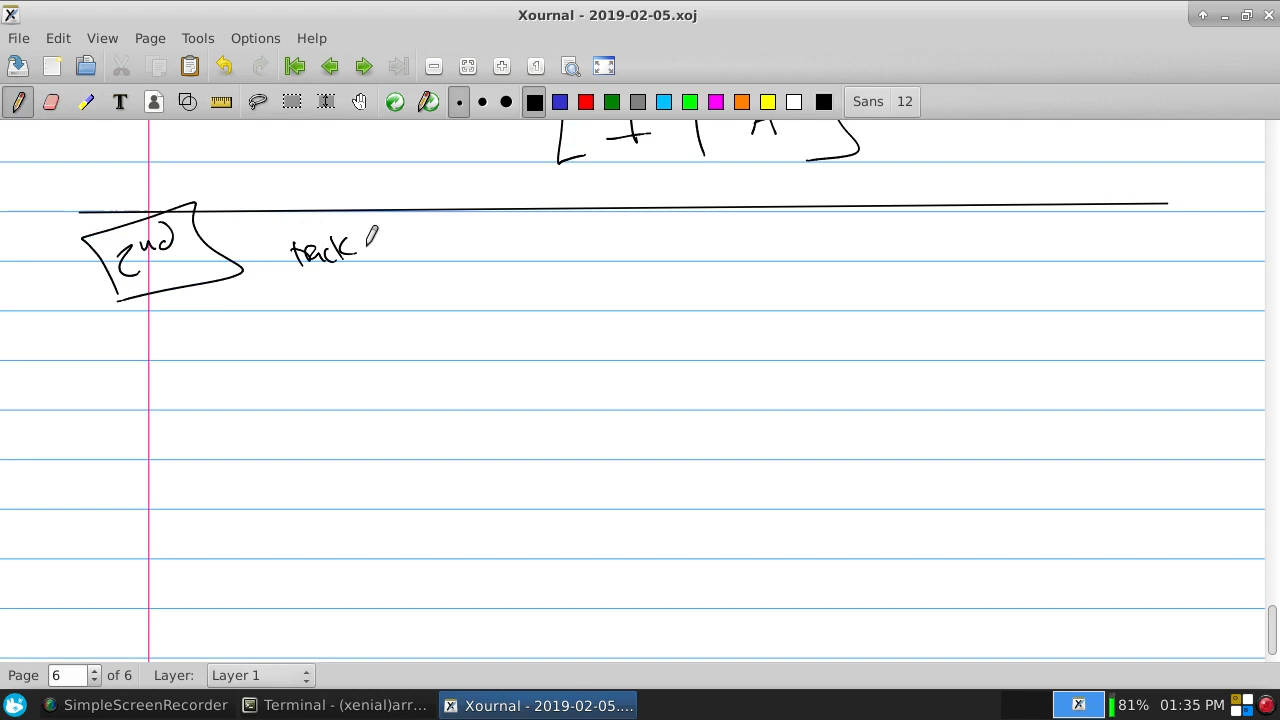 Xournal - 2019-02-05.xoj
File Edit View Page Tools Options Help
Sans 12
2nd track
Page 6 of 6 Layer: Layer 1
SimpleScreenRecorder Terminal - (xenial)arr... Xournal - 2019-02-05.... 81% 01:35 PM